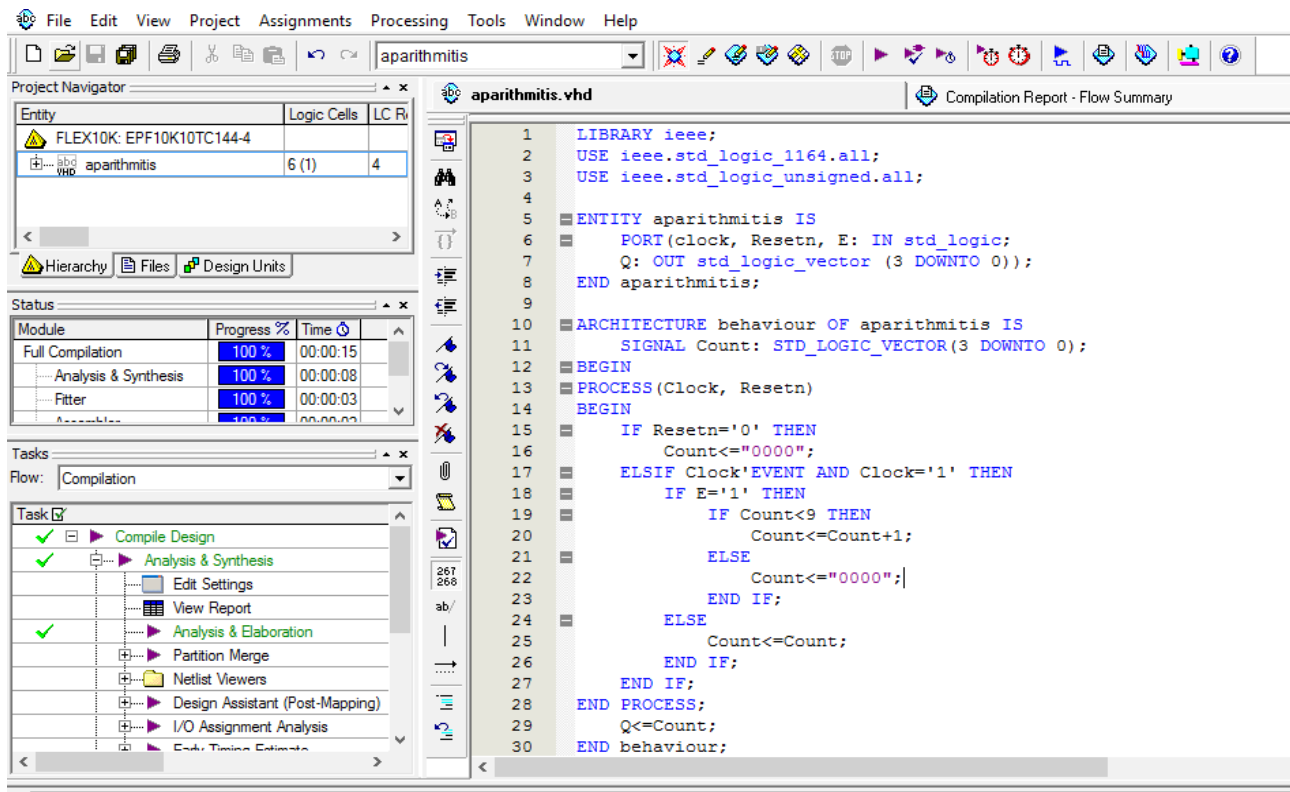 File Edit View Project Assignments Processing Tools Window Help
aparithmitis
Project Navigator
Entity Logic Cells LC R
FLEX10K: EPF10K10TC144-4
aparithmitis 6 (1) 4
Hierarchy Files Design Units
Status
Module Progress % Time
Full Compilation 100 % 00:00:15
Analysis & Synthesis 100 % 00:00:08
Fitter 100 % 00:00:03
Tasks
Flow: Compilation
Task
Compile Design
Analysis & Synthesis
Edit Settings
View Report
Analysis & Elaboration
Partition Merge
Netlist Viewers
Design Assistant (Post-Mapping)
I/O Assignment Analysis
Early Timing Estimate
aparithmitis.vhd
Compilation Report - Flow Summary
1 LIBRARY ieee;
2 USE ieee.std_logic_1164.all;
3 USE ieee.std_logic_unsigned.all;
4
5 ENTITY aparithmitis IS
6 PORT(clock, Resetn, E: IN std_logic;
7 Q: OUT std_logic_vector (3 DOWNTO 0));
8 END aparithmitis;
9
10 ARCHITECTURE behaviour OF aparithmitis IS
11 SIGNAL Count: STD_LOGIC_VECTOR(3 DOWNTO 0);
12 BEGIN
13 PROCESS(Clock, Resetn)
14 BEGIN
15 IF Resetn='0' THEN
16 Count<="0000";
17 ELSIF Clock'EVENT AND Clock='1' THEN
18 IF E='1' THEN
19 IF Count<9 THEN
20 Count<=Count+1;
21 ELSE
22 Count<="0000";
23 END IF;
24 ELSE
25 Count<=Count;
26 END IF;
27 END IF;
28 END PROCESS;
29 Q<=Count;
30 END behaviour;